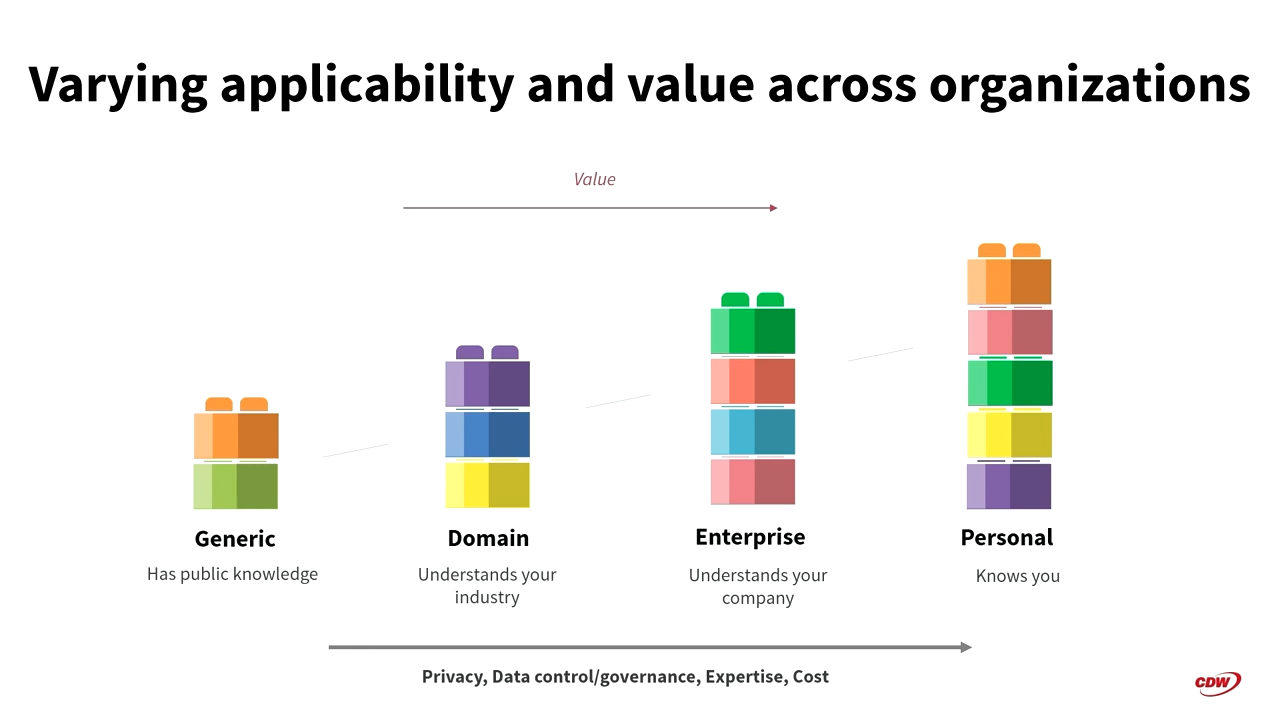 Varying applicability and value across organizations
Value
Generic
Has public knowledge
Domain
Understands your
industry
Enterprise
Understands your
company
Personal
Knows you
Privacy, Data control/governance, Expertise, Cost
CDW